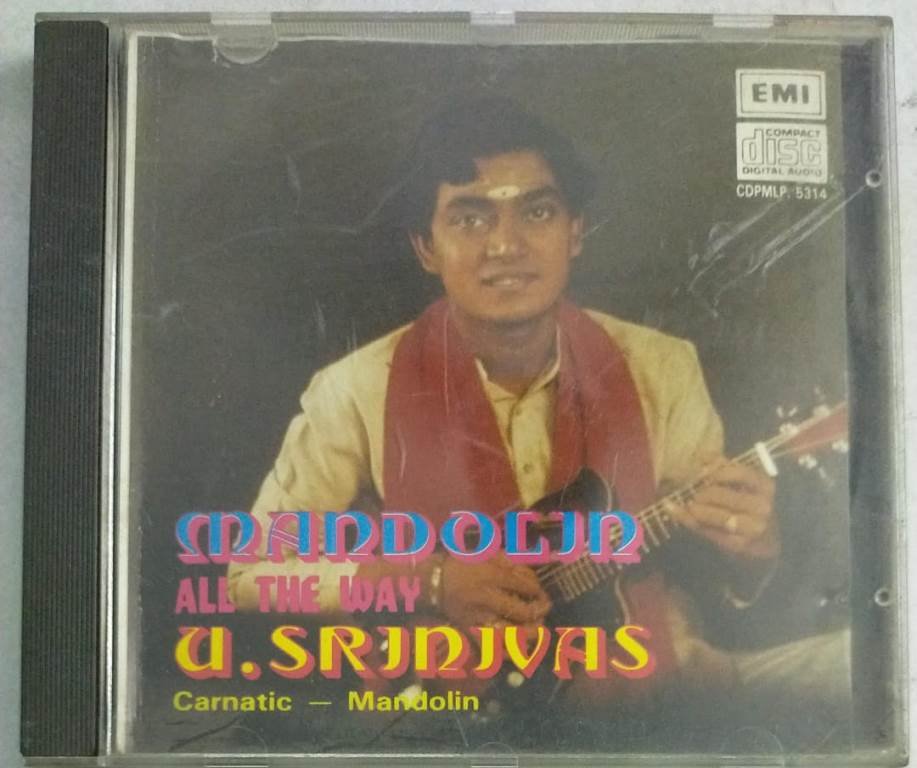 EMI
COMPACT
disc
DIGITAL AUDIO
CDPMLP. 5314
MANDOLIN
ALL THE WAY
U. SRINIVAS
Carnatic — Mandolin